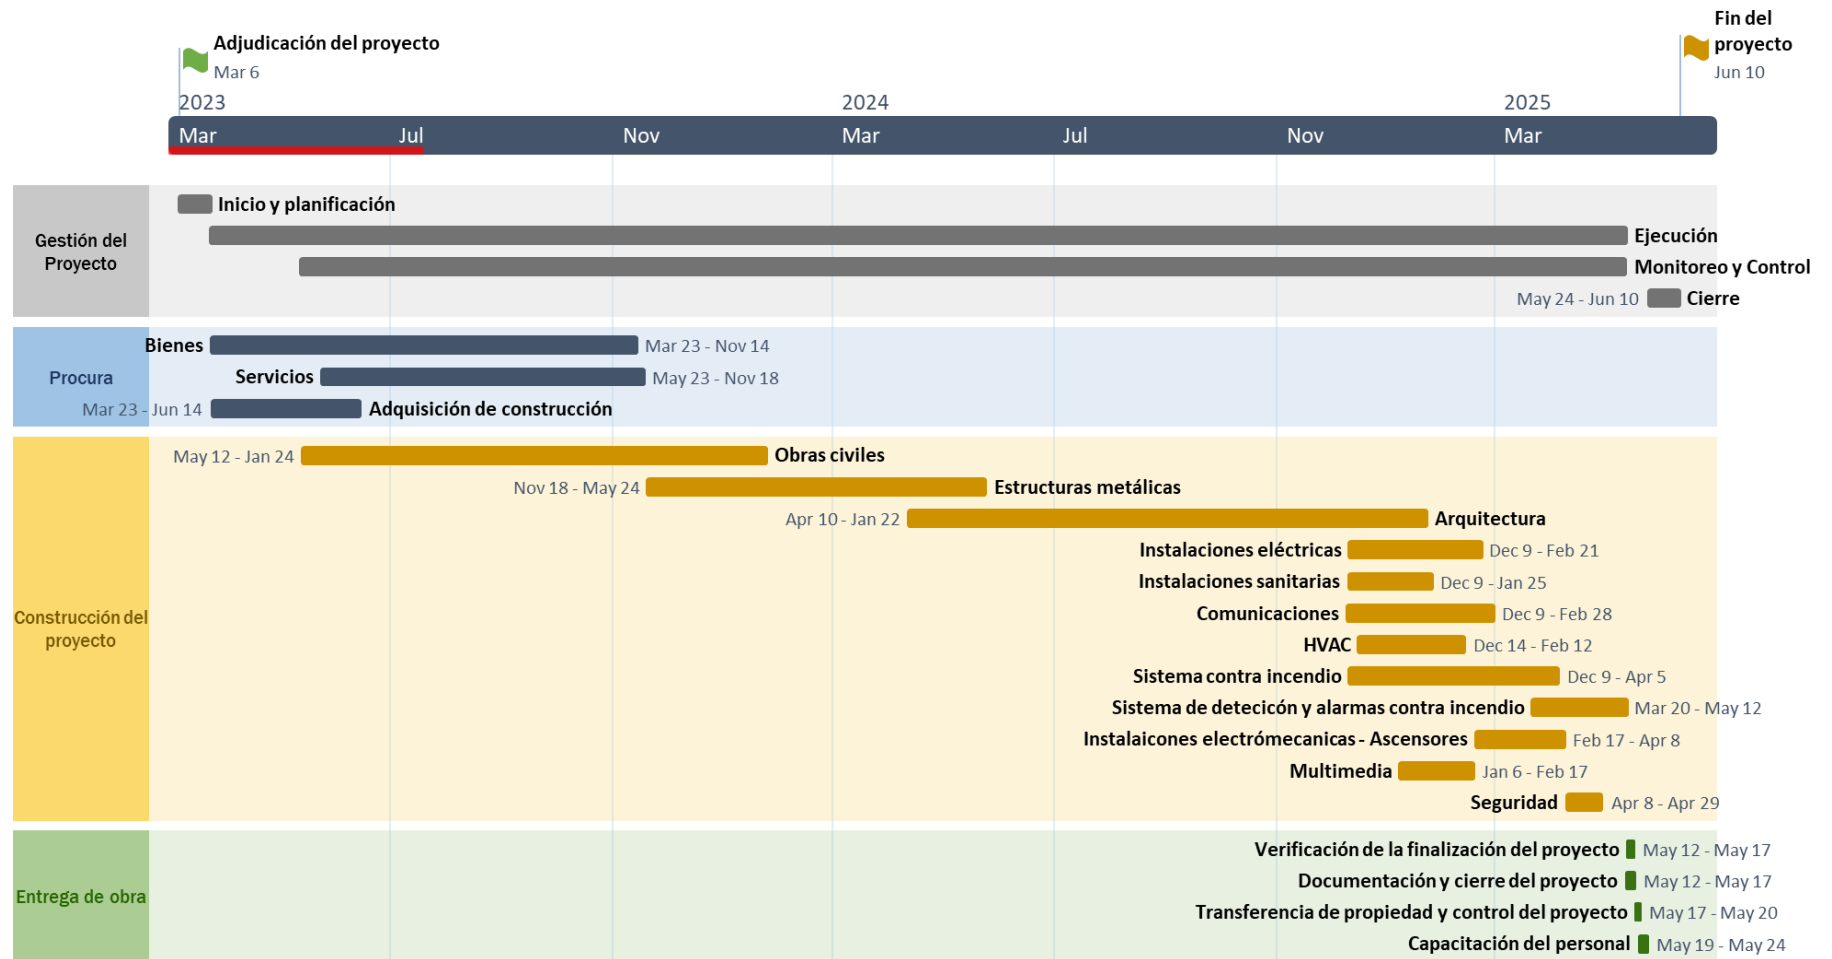 Adjudicación del proyecto
Mar 6
Fin del
proyecto
Jun 10
2023
2024
2025
Mar
Jul
Nov
Mar
Jul
Nov
Mar
Gestión del
Proyecto
Inicio y planificación
Ejecución
Monitoreo y Control
May 24 - Jun 10
Cierre
Procura
Bienes
Mar 23 - Nov 14
Servicios
May 23 - Nov 18
Mar 23 - Jun 14
Adquisición de construcción
Construcción del
proyecto
May 12 - Jan 24
Obras civiles
Nov 18 - May 24
Estructuras metálicas
Apr 10 - Jan 22
Arquitectura
Instalaciones eléctricas
Dec 9 - Feb 21
Instalaciones sanitarias
Dec 9 - Jan 25
Comunicaciones
Dec 9 - Feb 28
HVAC
Dec 14 - Feb 12
Sistema contra incendio
Dec 9 - Apr 5
Sistema de deteción y alarmas contra incendio
Mar 20 - May 12
Instalaicones electrómecanicas - Ascensores
Feb 17 - Apr 8
Multimedia
Jan 6 - Feb 17
Seguridad
Apr 8 - Apr 29
Entrega de obra
Verificación de la finalización del proyecto
May 12 - May 17
Documentación y cierre del proyecto
May 12 - May 17
Transferencia de propiedad y control del proyecto
May 17 - May 20
Capacitación del personal
May 19 - May 24